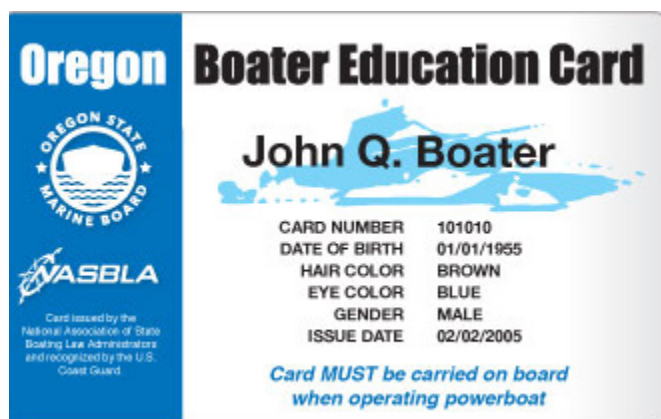 Oregon Boater Education Card
OREGON STATE
MARINE BOARD
NASBLA
Card issued by the
National Association of State
Boating Law Administrators
and recognized by the U.S.
Coast Guard.
John Q. Boater
CARD NUMBER 101010
DATE OF BIRTH 01/01/1955
HAIR COLOR BROWN
EYE COLOR BLUE
GENDER MALE
ISSUE DATE 02/02/2005
Card MUST be carried on board
when operating powerboat